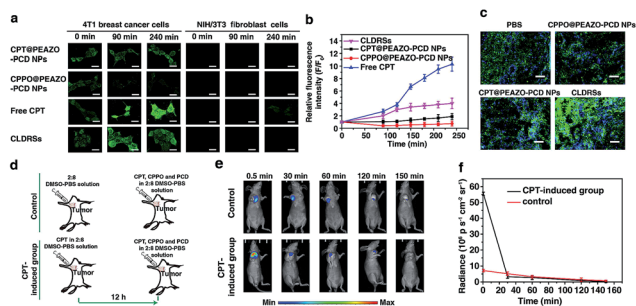 a
4T1 breast cancer cells
NIH/3T3 fibroblast cells
0 min 90 min 240 min 0 min 90 min 240 min
CPT@PEAZO
-PCD NPs
CPPO@PEAZO
-PCD NPs
Free CPT
CLDRSs
b
Relative fluorescence
intensity (F/F₀)
14
12
10
8
6
4
2
0
0 50 100 150 200 250
Time (min)
CLDRSs
CPT@PEAZO-PCD NPs
CPPO@PEAZO-PCD NPs
Free CPT
c
PBS CPPO@PEAZO-PCD NPs
CPT@PEAZO-PCD NPs CLDRSs
d
Control
2:8
DMSO-PBS solution
Tumor
CPT, CPPO and PCD
in 2:8 DMSO-PBS solution
Tumor
CPT-
induced group
CPT in 2:8
DMSO-PBS solution
Tumor
CPT, CPPO and PCD
in 2:8 DMSO-PBS solution
Tumor
12 h
e
0.5 min 30 min 60 min 120 min 150 min
Control
CPT-
induced group
Min Max
f
Radiance (10⁶ p s⁻¹ cm⁻² sr⁻¹)
60
50
40
30
20
10
0
0 20 40 60 80 100 120 140 160
Time (min)
CPT-induced group
control